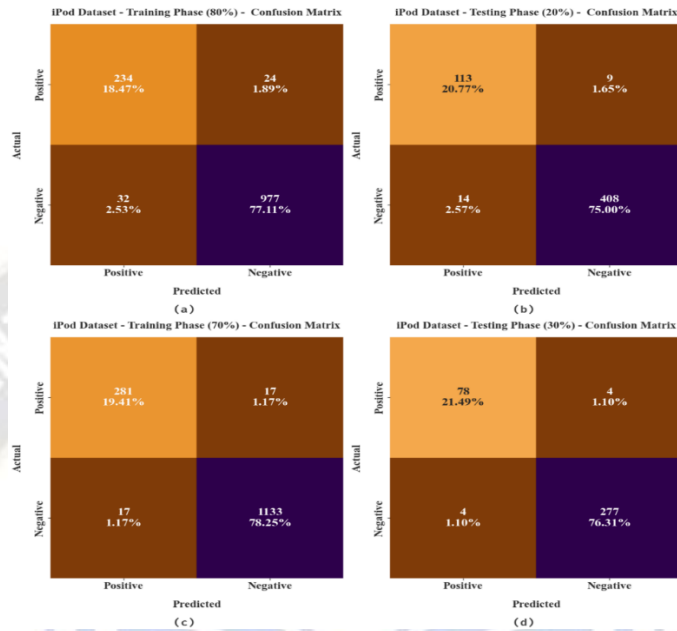 iPod Dataset - Training Phase (80%) - Confusion Matrix
Actual
Positive
Negative
234
18.47%
24
1.89%
32
2.53%
977
77.11%
Positive
Negative
Predicted
(a)
iPod Dataset - Testing Phase (20%) - Confusion Matrix
Actual
Positive
Negative
113
20.77%
9
1.65%
14
2.57%
408
75.00%
Positive
Negative
Predicted
(b)
iPod Dataset - Training Phase (70%) - Confusion Matrix
Actual
Positive
Negative
281
19.41%
17
1.17%
17
1.17%
1133
78.25%
Positive
Negative
Predicted
(c)
iPod Dataset - Testing Phase (30%) - Confusion Matrix
Actual
Positive
Negative
78
21.49%
4
1.10%
4
1.10%
277
76.31%
Positive
Negative
Predicted
(d)